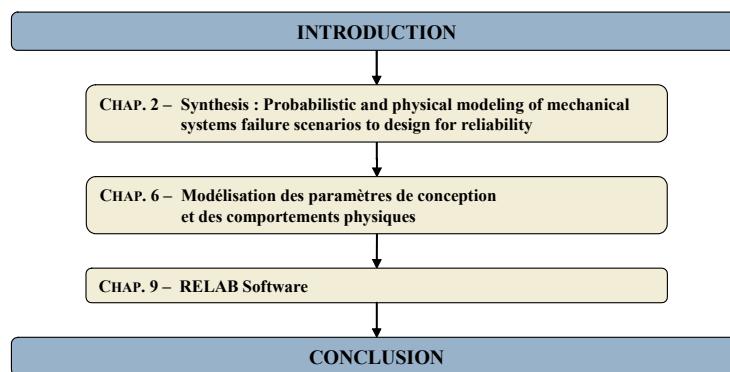 INTRODUCTION
CHAP. 2 – Synthesis : Probabilistic and physical modeling of mechanical
systems failure scenarios to design for reliability
CHAP. 6 – Modélisation des paramètres de conception
et des comportements physiques
CHAP. 9 – RELAB Software
CONCLUSION